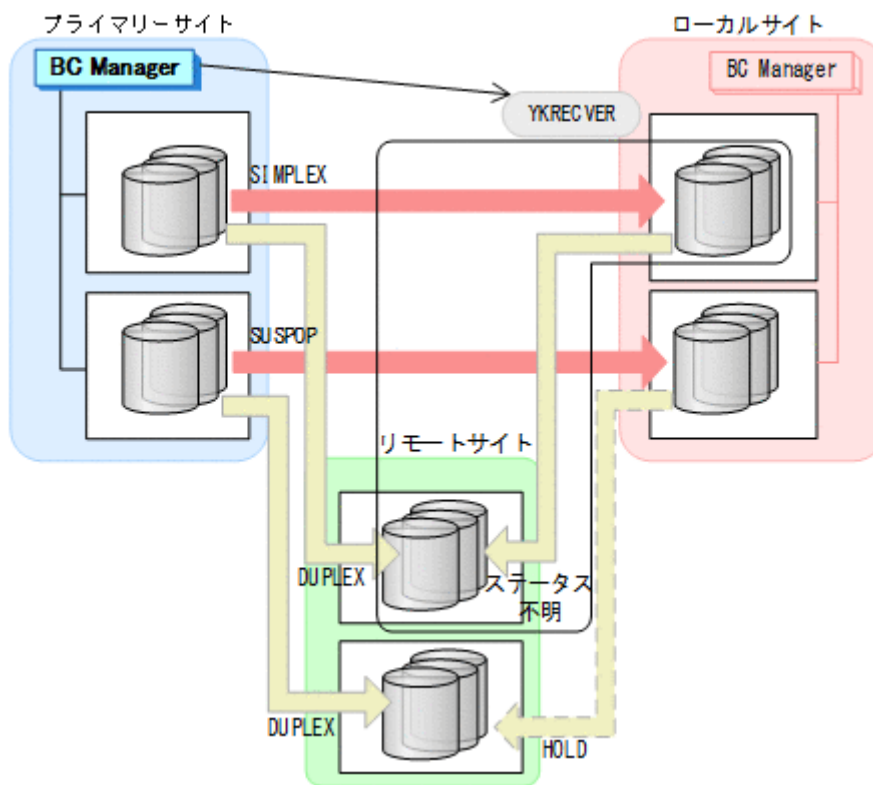 プライマリーサイト
ローカルサイト
BC Manager
BC Manager
YKRECVER
SIMPLEX
SUSPOP
リモートサイト
DUPLEX
ステータス
不明
DUPLEX
HOLD